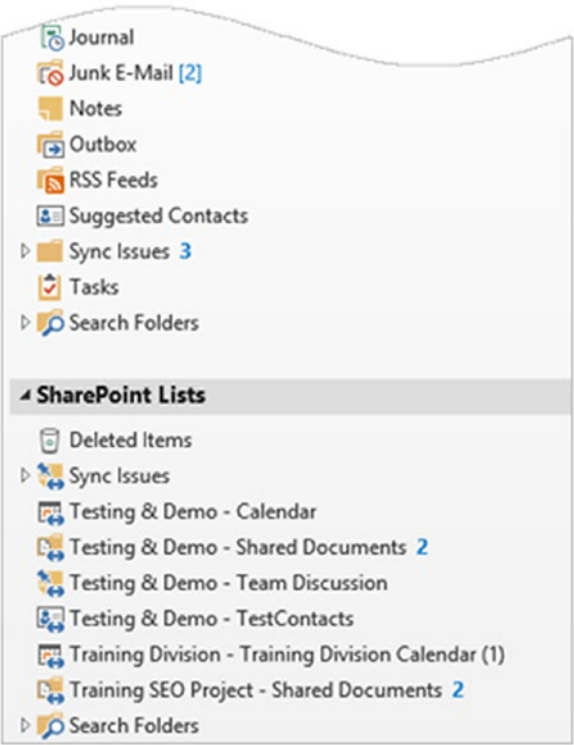 Journal
Junk E-Mail [2]
Notes
Outbox
RSS Feeds
Suggested Contacts
Sync Issues 3
Tasks
Search Folders
SharePoint Lists
Deleted Items
Sync Issues
Testing & Demo - Calendar
Testing & Demo - Shared Documents 2
Testing & Demo - Team Discussion
Testing & Demo - TestContacts
Training Division - Training Division Calendar (1)
Training SEO Project - Shared Documents 2
Search Folders